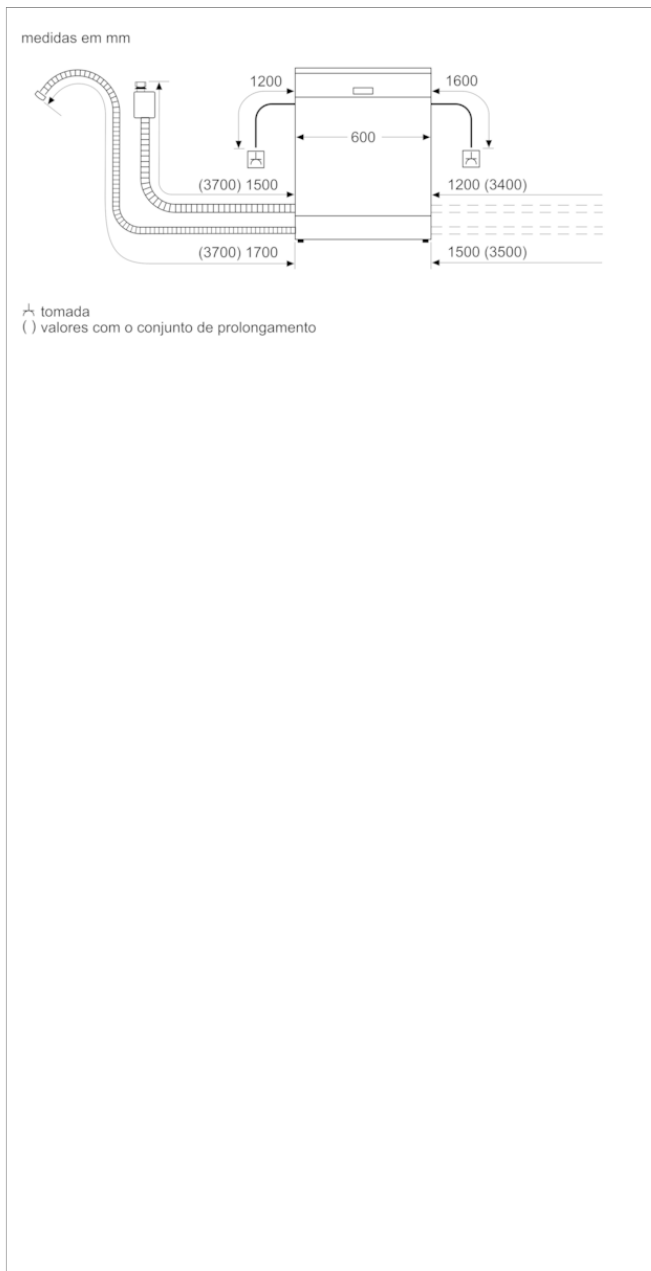 medidas em mm
1200
1600
600
(3700) 1500
1200 (3400)
(3700) 1700
1500 (3500)
tomada
( ) valores com o conjunto de prolongamento